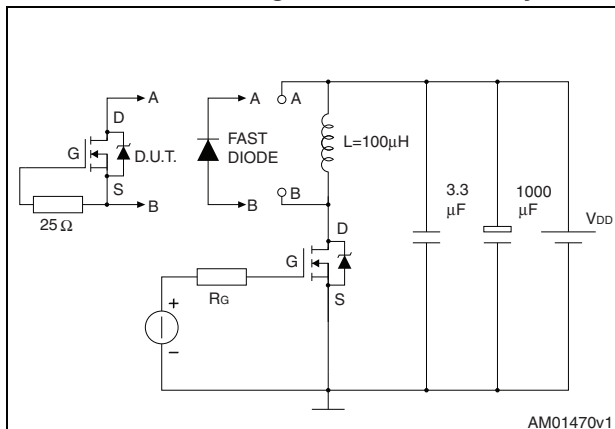 A
D
G
D.U.T.
S
B
25 Ω
A
FAST
DIODE
B
A
B
L=100μH
D
G
S
RG
+
–
3.3
μF
1000
μF
VDD
AM01470v1